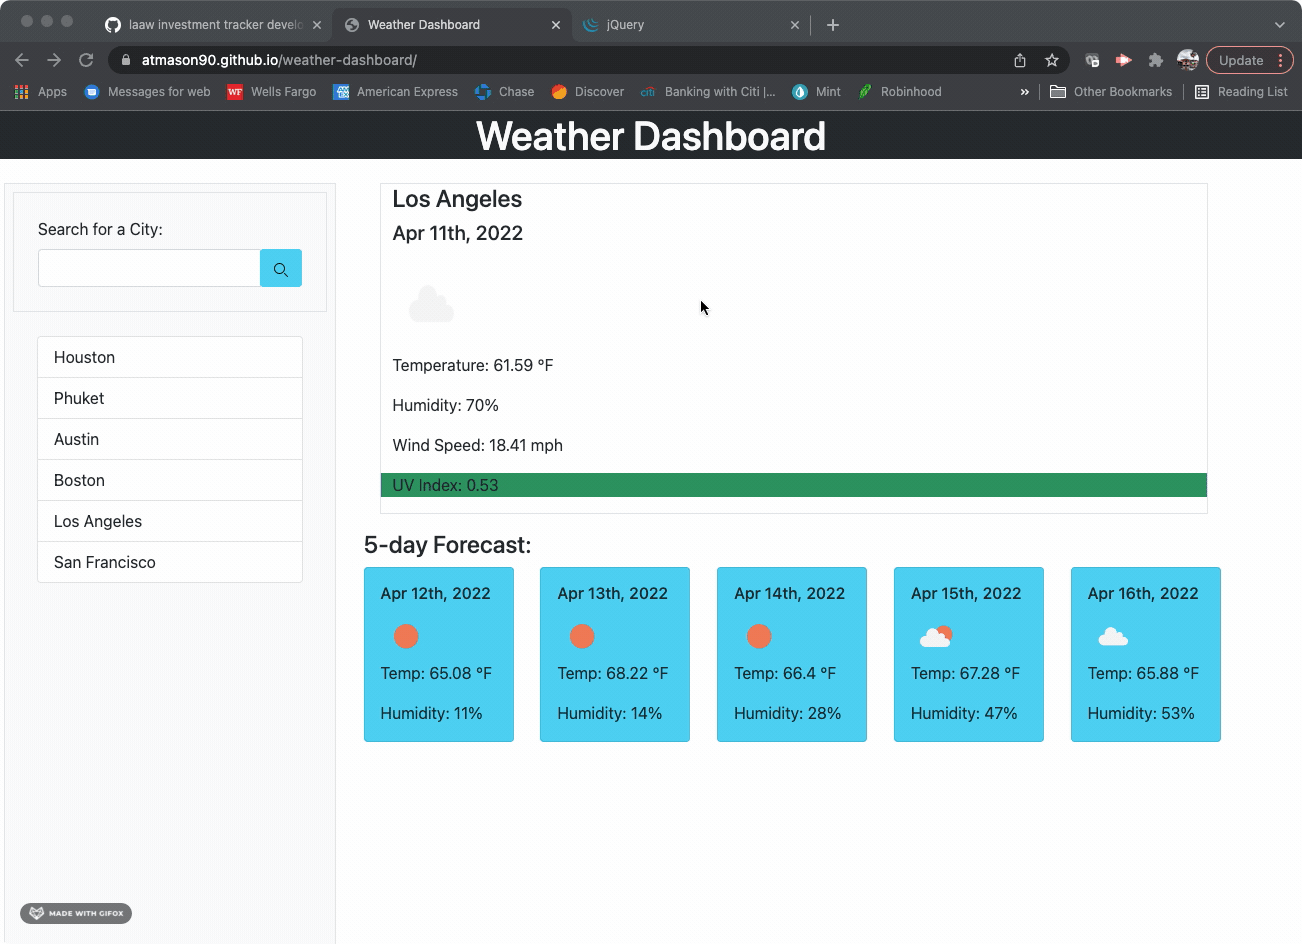 laaw investment tracker develo
Weather Dashboard
jQuery
atmason90.github.io/weather-dashboard/
Update
Apps
Messages for web
WF
Wells Fargo
American Express
Chase
Discover
citi
Banking with Citi |...
Mint
Robinhood
»
Other Bookmarks
Reading List
Weather Dashboard
Search for a City:
Houston
Phuket
Austin
Boston
Los Angeles
San Francisco
Los Angeles
Apr 11th, 2022
Temperature: 61.59 °F
Humidity: 70%
Wind Speed: 18.41 mph
UV Index: 0.53
5-day Forecast:
Apr 12th, 2022
Temp: 65.08 °F
Humidity: 11%
Apr 13th, 2022
Temp: 68.22 °F
Humidity: 14%
Apr 14th, 2022
Temp: 66.4 °F
Humidity: 28%
Apr 15th, 2022
Temp: 67.28 °F
Humidity: 47%
Apr 16th, 2022
Temp: 65.88 °F
Humidity: 53%
MADE WITH GIFOX